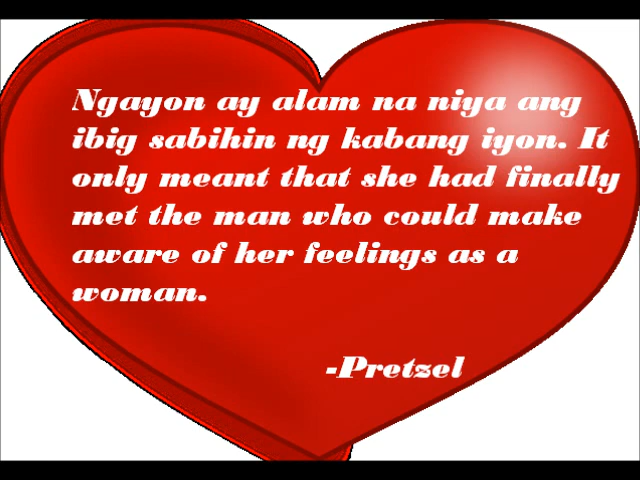 Ngayon ay alam na niya ang
ibig sabihin ng kabang iyon. It
only meant that she had finally
met the man who could make
aware of her feelings as a
woman.
-Pretzel